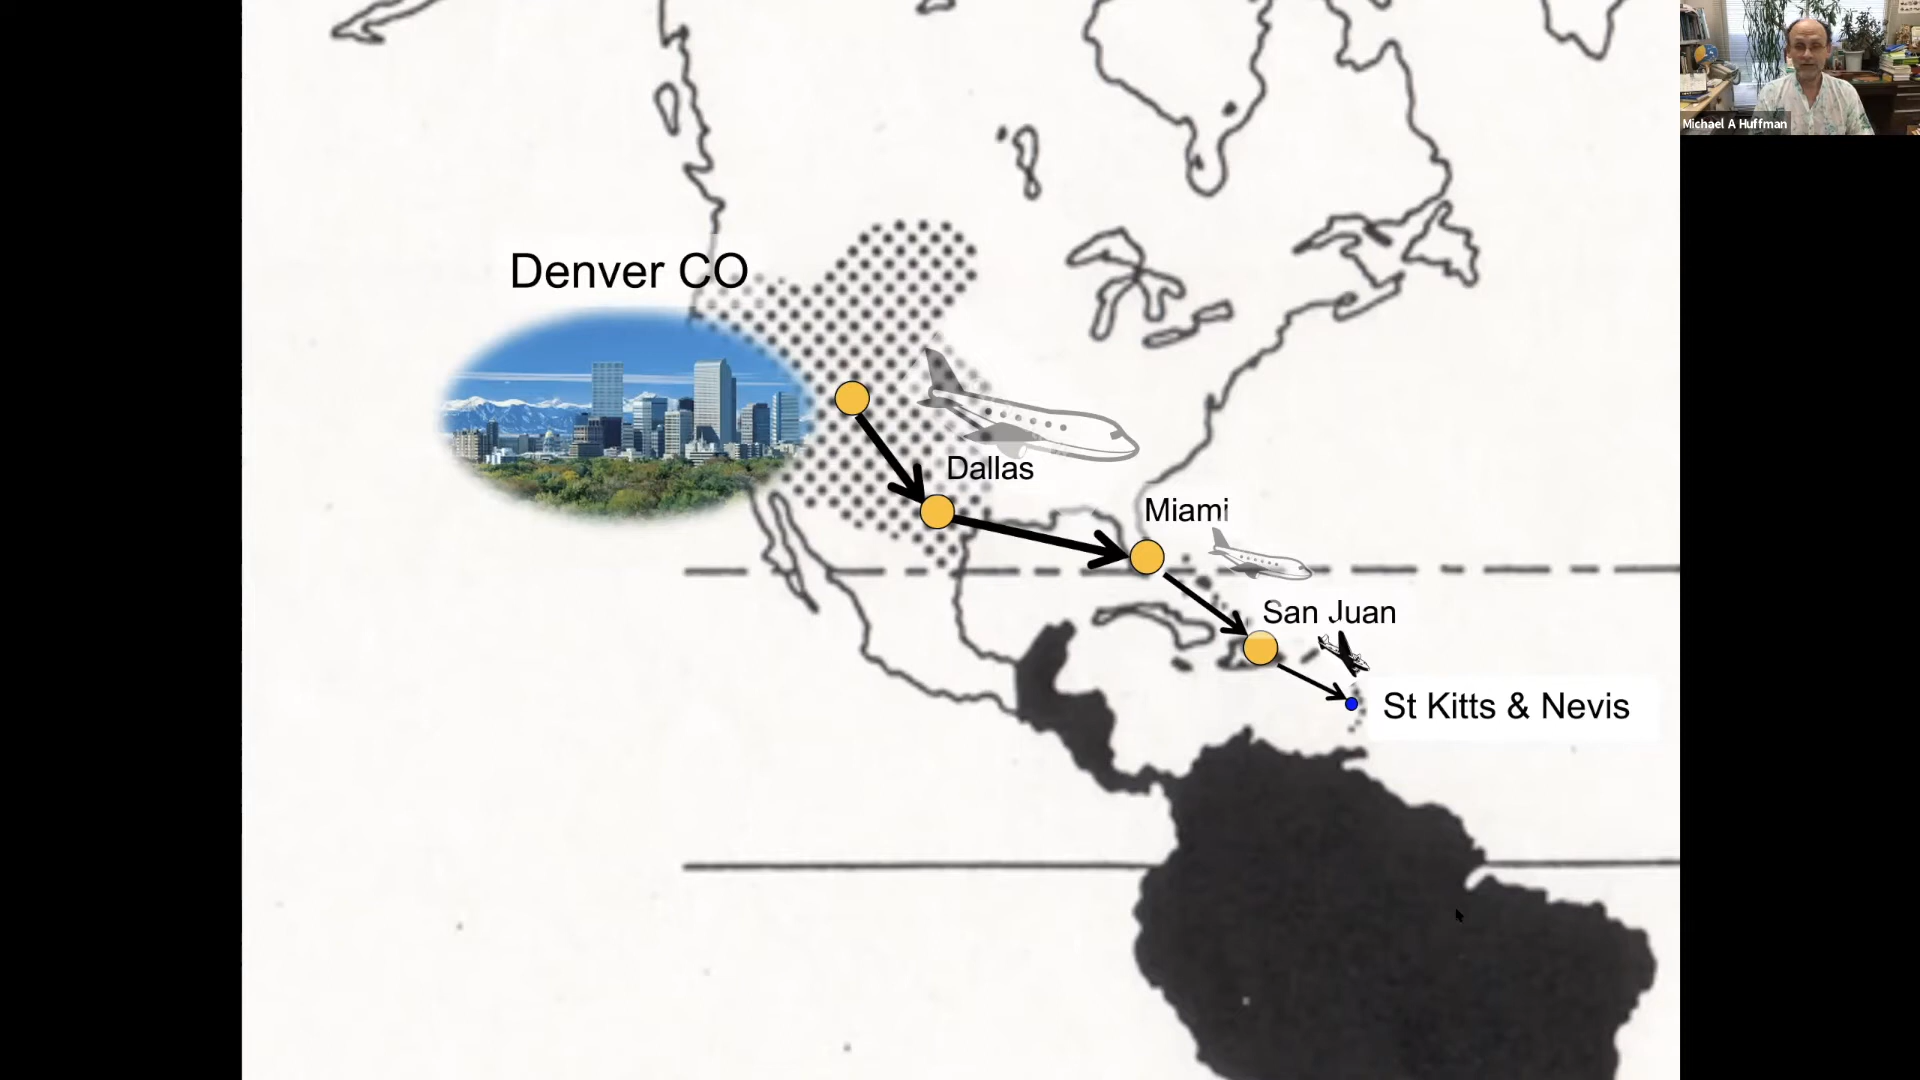 Michael A Huffman
Denver CO
Dallas
Miami
San Juan
St Kitts & Nevis